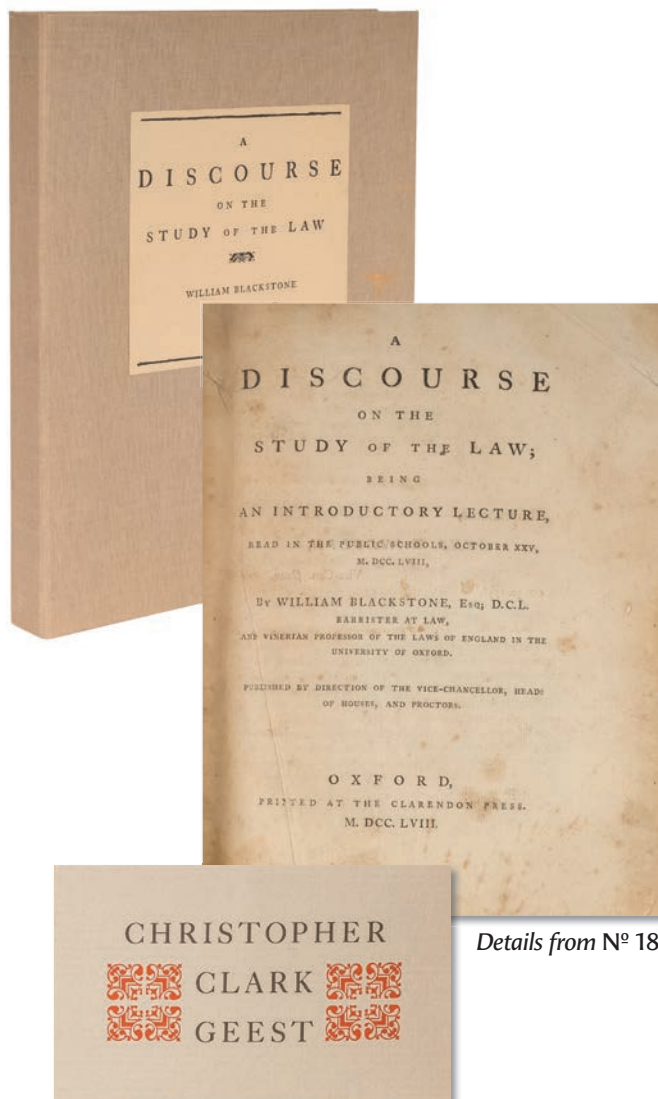 A
DISCOURSE
ON THE
STUDY OF THE LAW
WILLIAM BLACKSTONE
A
DISCOURSE
ON THE
STUDY OF THE LAW;
BEING
AN INTRODUCTORY LECTURE,
READ IN THE PUBLIC SCHOOLS, OCTOBER XXV,
M. DCC. LVIII,
BY WILLIAM BLACKSTONE, ESQ; D.C.L.
BARRISTER AT LAW,
AND VINERIAN PROFESSOR OF THE LAWS OF ENGLAND IN THE
UNIVERSITY OF OXFORD.
PUBLISHED BY DIRECTION OF THE VICE-CHANCELLOR, HEADS
OF HOUSES, AND PROCTORS.
OXFORD,
PRINTED AT THE CLARENDON PRESS.
M. DCC. LVIII.
Details from Nº 18
CHRISTOPHER
CLARK
GEEST